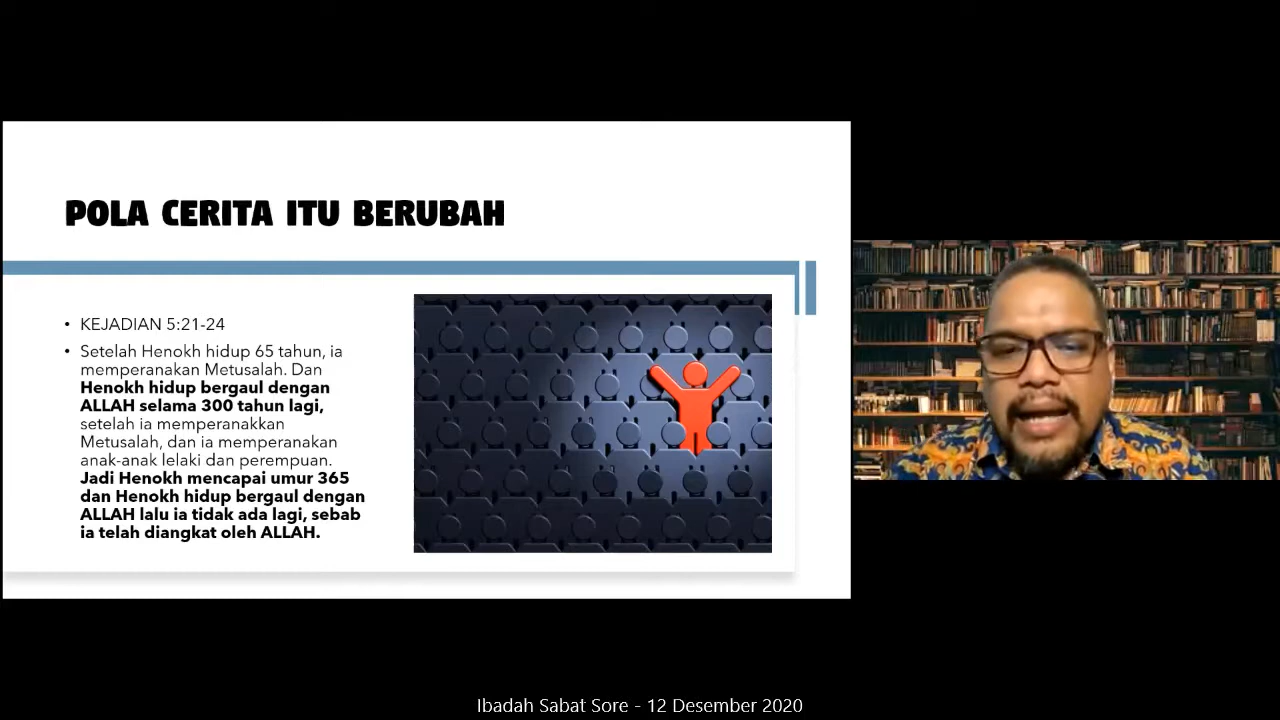 POLA CERITA ITU BERUBAH
• KEJADIAN 5:21-24
• Setelah Henokh hidup 65 tahun, ia
memperanakan Metusalah. Dan
Henokh hidup bergaul dengan
ALLAH selama 300 tahun lagi,
setelah ia memperanakkan
Metusalah, dan ia memperanakan
anak-anak lelaki dan perempuan.
Jadi Henokh mencapai umur 365
dan Henokh hidup bergaul dengan
ALLAH lalu ia tidak ada lagi, sebab
ia telah diangkat oleh ALLAH.
Ibadah Sabat Sore - 12 Desember 2020